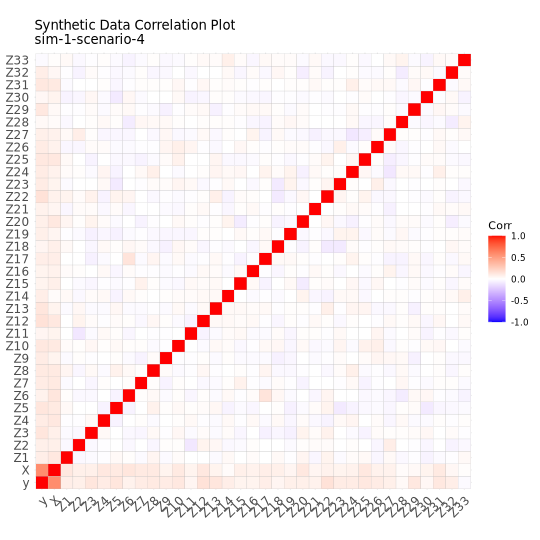 Synthetic Data Correlation Plot
sim-1-scenario-4
Z33
Z32
Z31
Z30
Z29
Z28
Z27
Z26
Z25
Z24
Z23
Z22
Z21
Z20
Z19
Z18
Z17
Z16
Z15
Z14
Z13
Z12
Z11
Z10
Z9
Z8
Z7
Z6
Z5
Z4
Z3
Z2
Z1
X
y
y X Z1 Z2 Z3 Z4 Z5 Z6 Z7 Z8 Z9 Z10 Z11 Z12 Z13 Z14 Z15 Z16 Z17 Z18 Z19 Z20 Z21 Z22 Z23 Z24 Z25 Z26 Z27 Z28 Z29 Z30 Z31 Z32 Z33
Corr
1.0
0.5
0.0
-0.5
-1.0